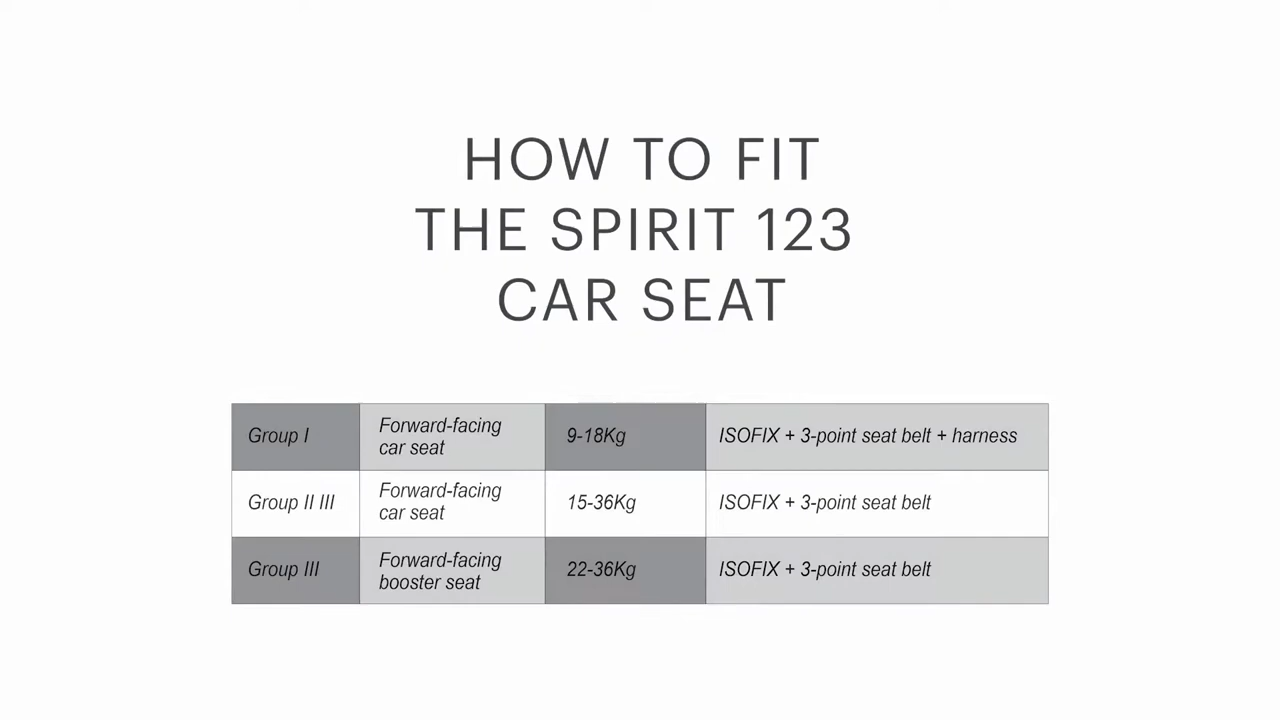 HOW TO FIT
THE SPIRIT 123
CAR SEAT
Group I
Forward-facing
car seat
9-18Kg
ISOFIX + 3-point seat belt + harness
Group II III
Forward-facing
car seat
15-36Kg
ISOFIX + 3-point seat belt
Group III
Forward-facing
booster seat
22-36Kg
ISOFIX + 3-point seat belt